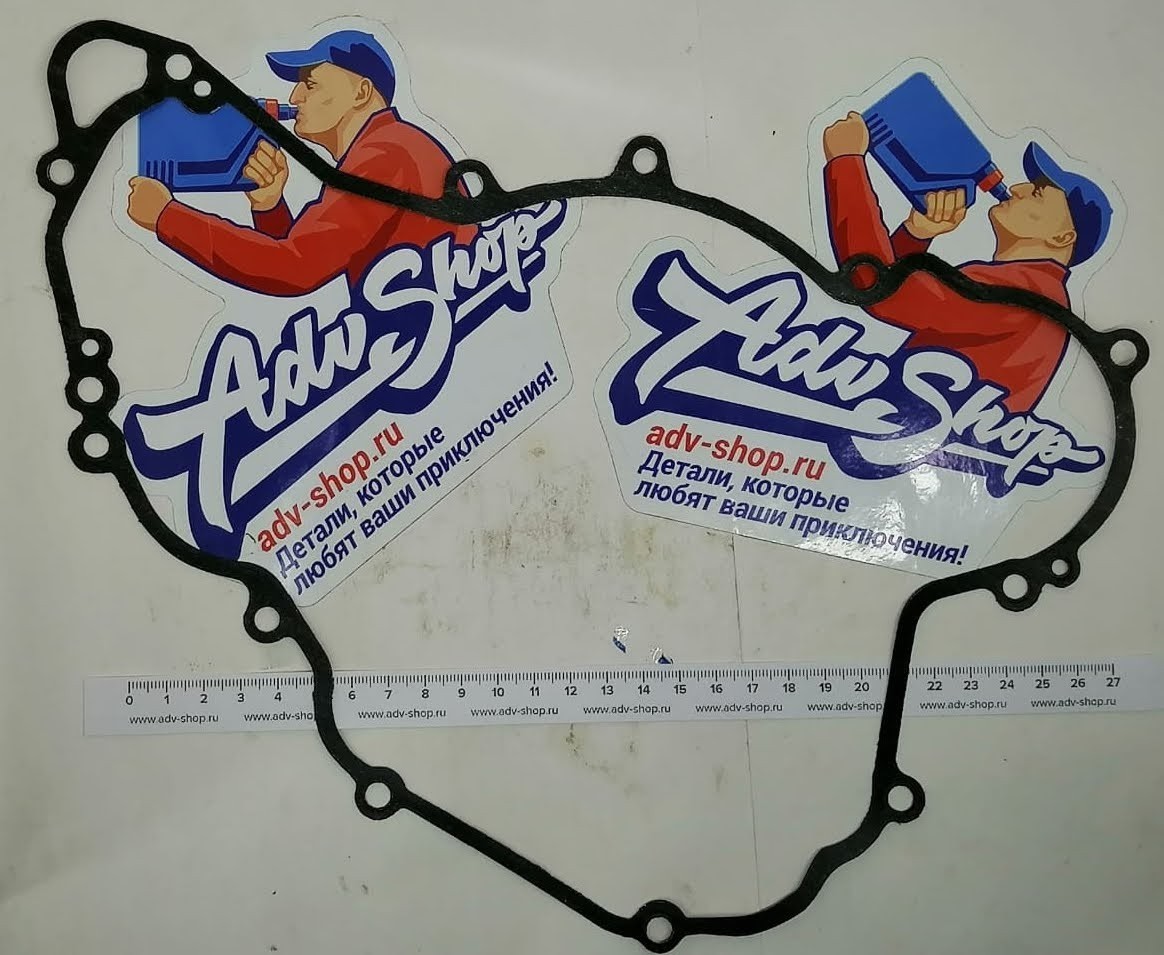 Adv Shop
adv-shop.ru
Детали, которые
любят ваши приключения!
Adv Shop
adv-shop.ru
Детали, которые
любят ваши приключения!
0 1 2 3 4 5 6 7 8 9 10 11 12 13 14 15 16 17 18 19 20 22 23 24 25 26 27
www.adv-shop.ru www.adv-shop.ru www.adv-shop.ru www.adv-shop.ru www.adv-shop.ru www.adv-shop.ru www.adv-shop.ru www.adv-shop.ru www.adv-shop.ru